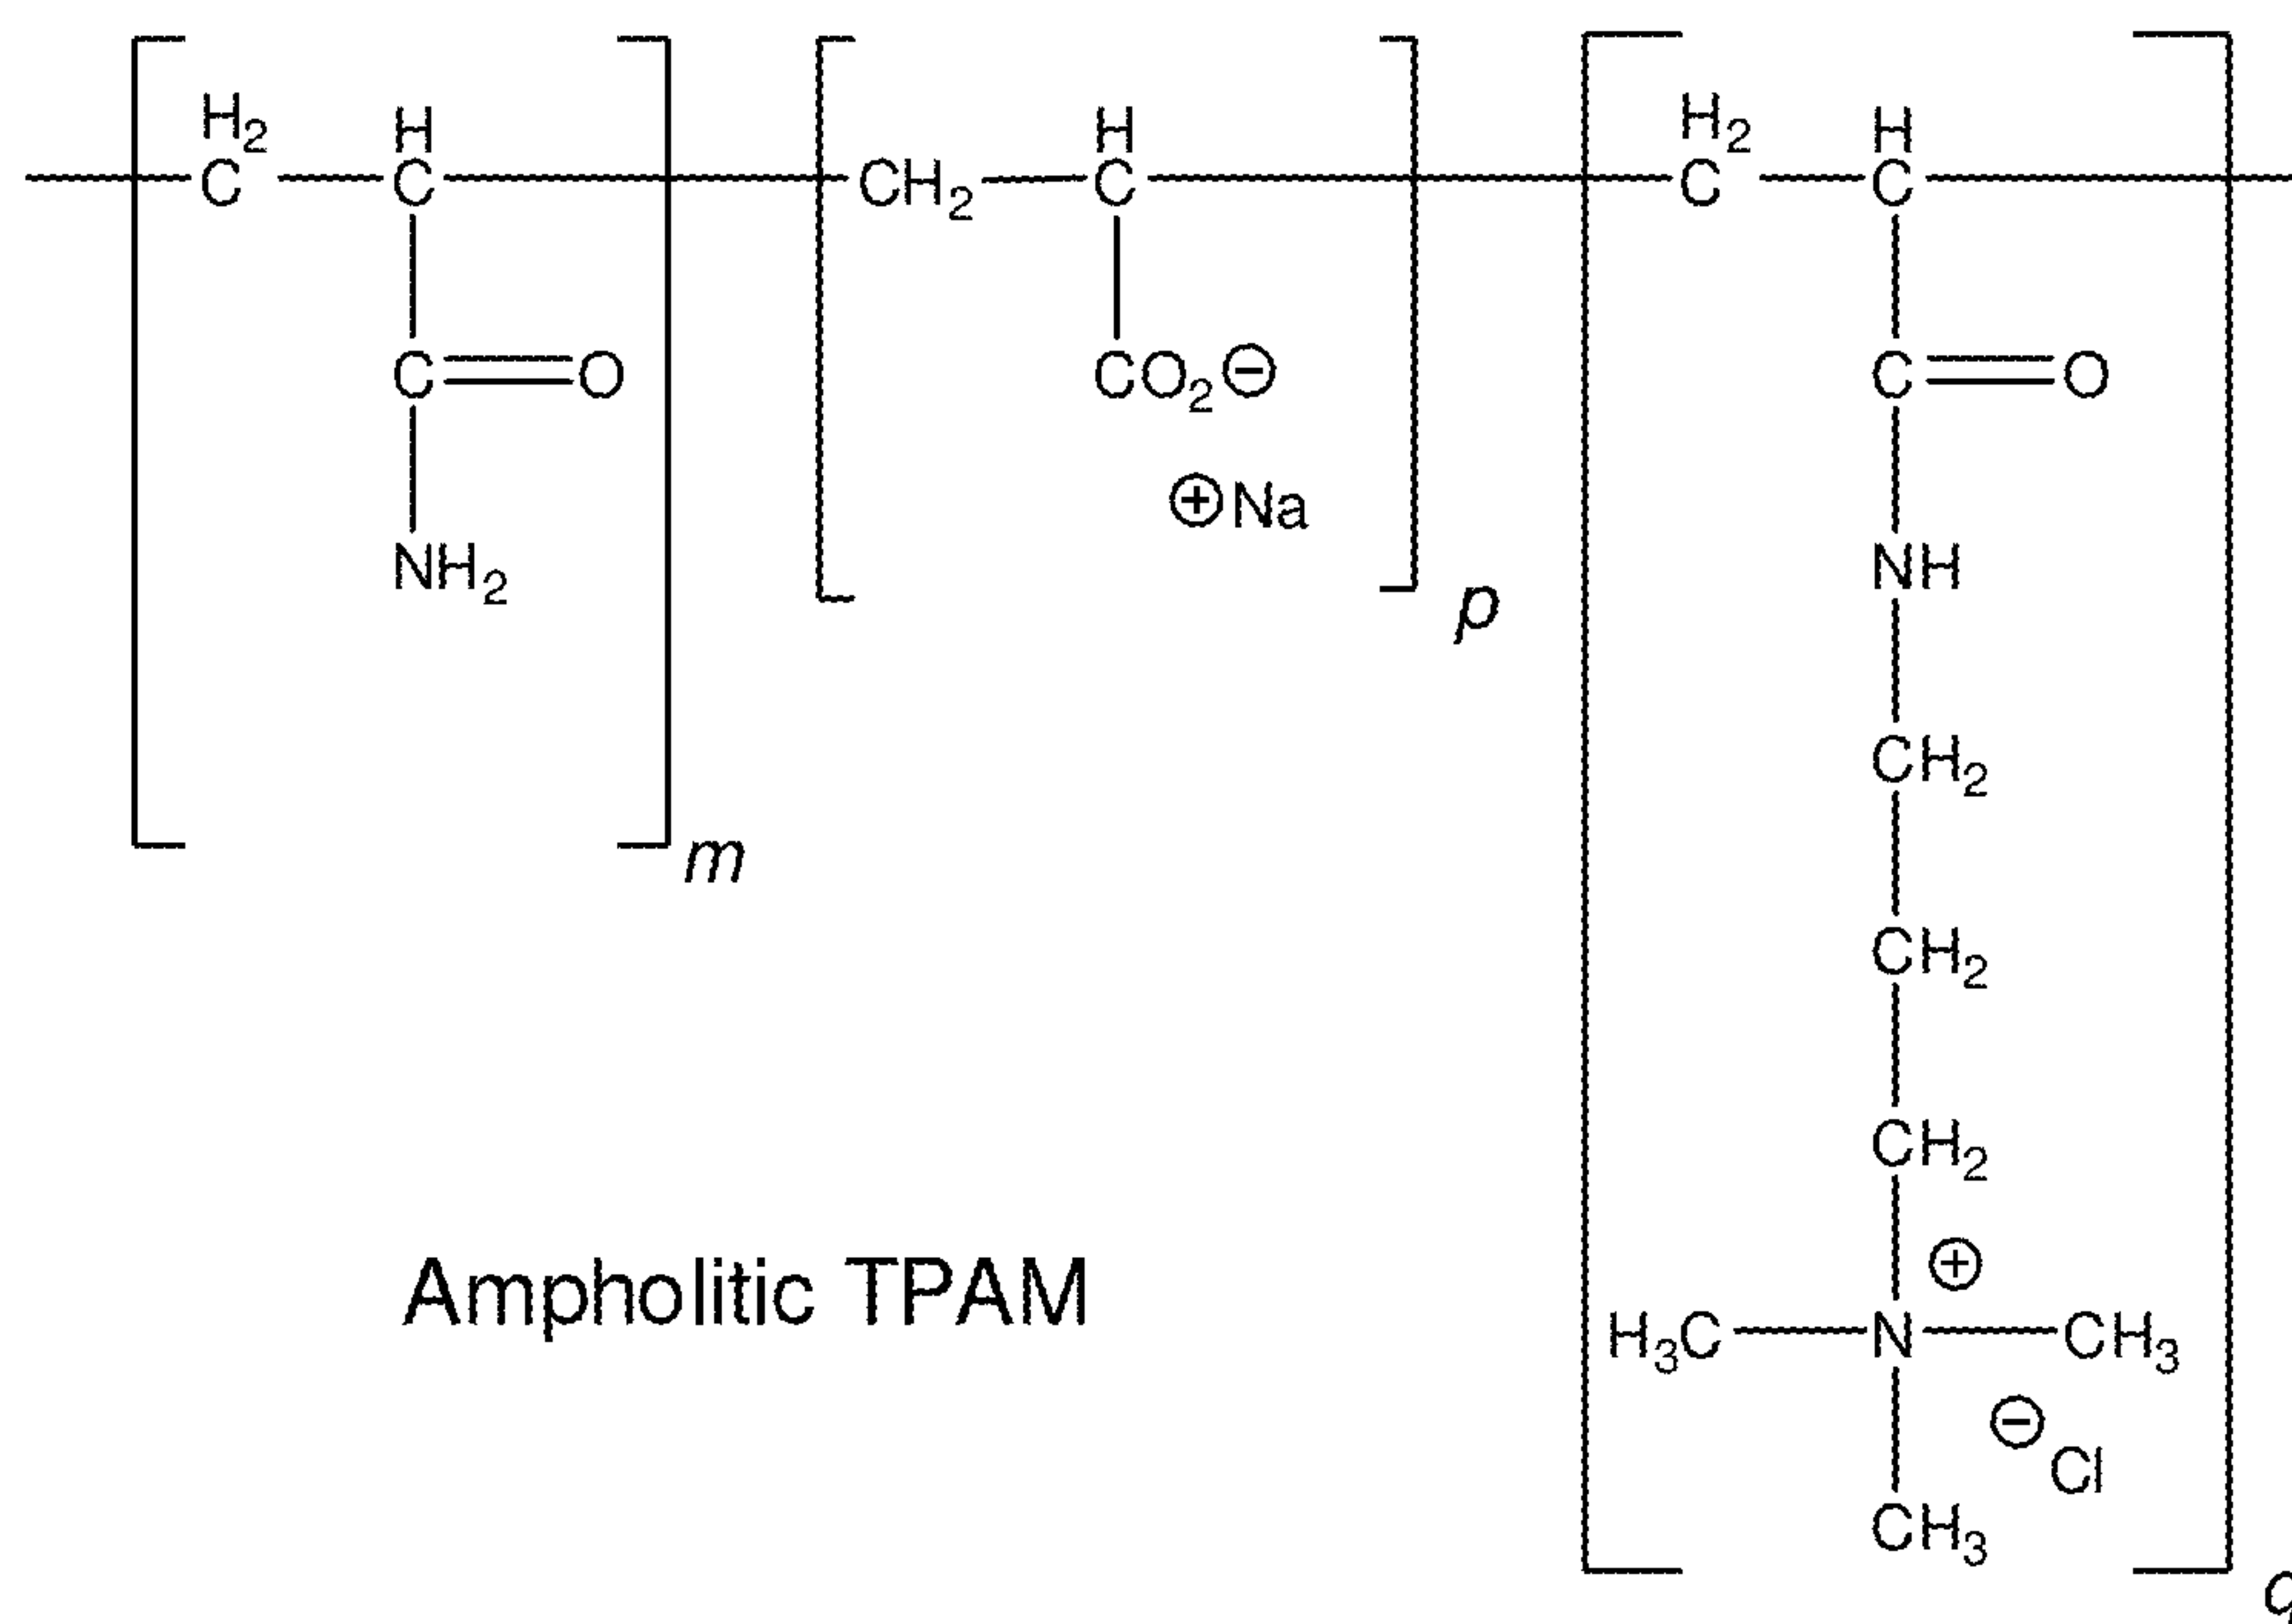 H2 H H H2 H
C C CH2 C C C
C O CO2⊖ C O
⊕Na
NH2 NH
p
CH2
m
CH2
CH2
Ampholitic TPAM ⊕
H3C N CH3
⊖
Cl
CH3